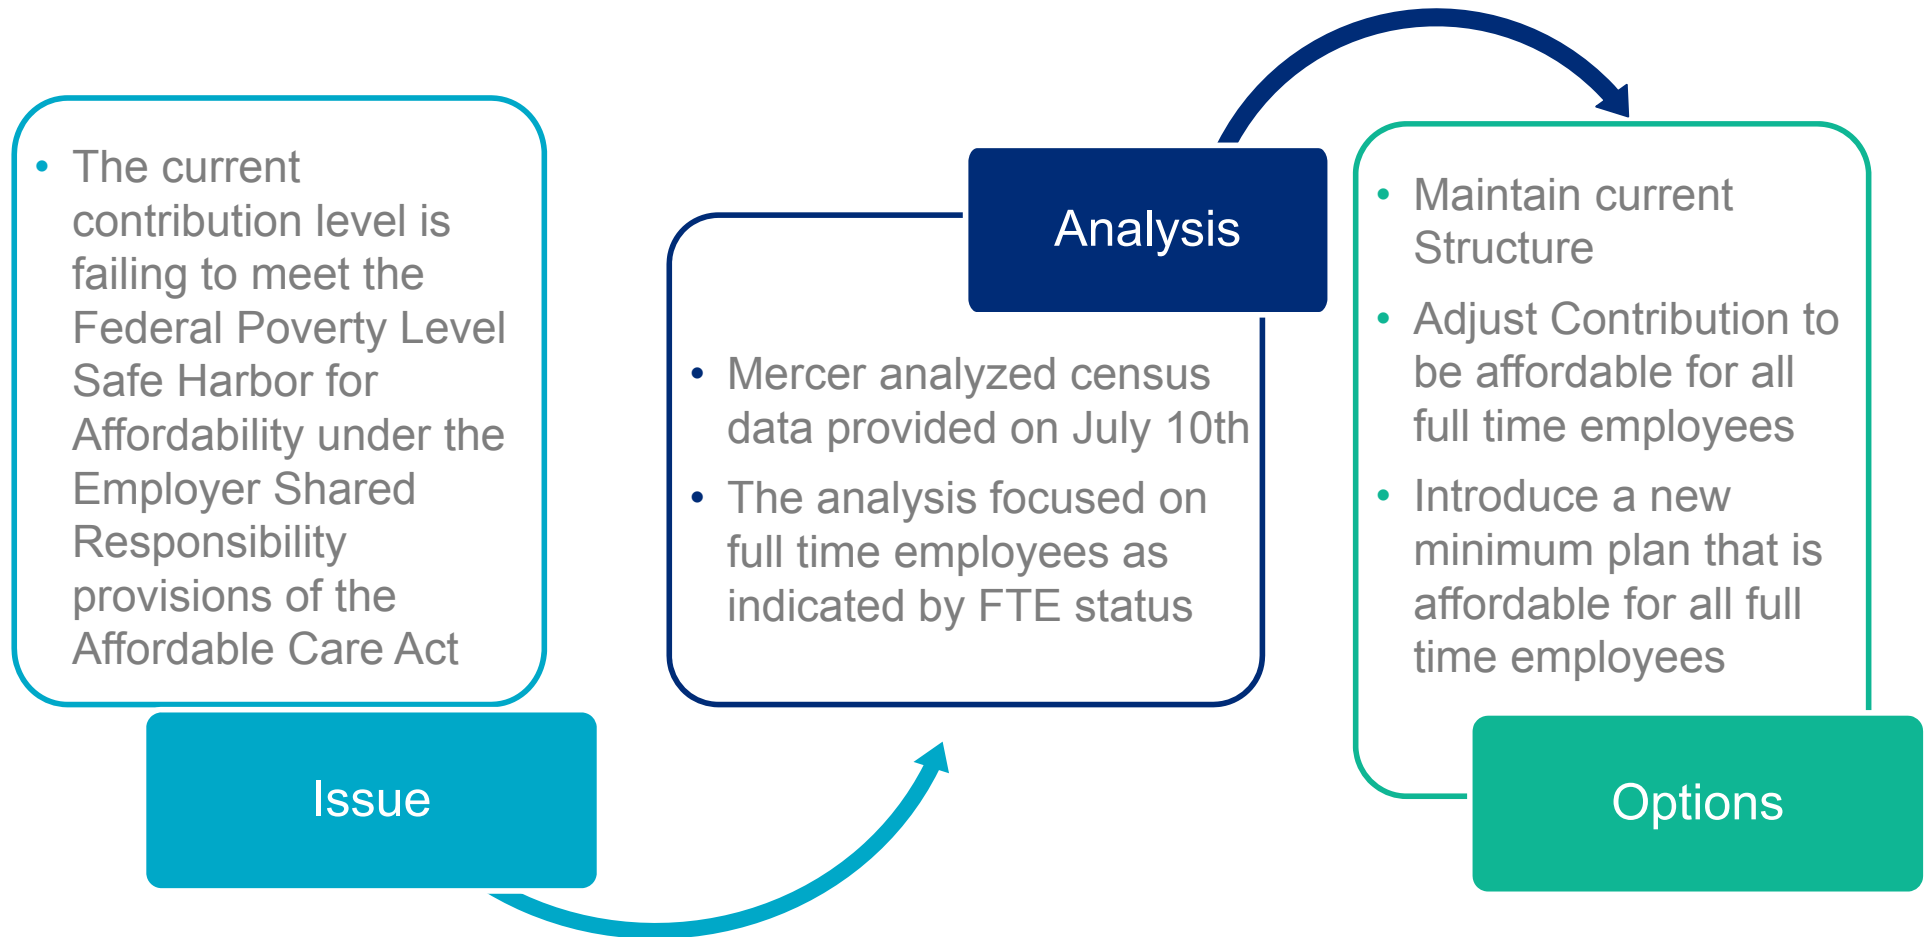 • The current
contribution level is
failing to meet the
Federal Poverty Level
Safe Harbor for
Affordability under the
Employer Shared
Responsibility
provisions of the
Affordable Care Act
Issue
Analysis
• Mercer analyzed census
data provided on July 10th
• The analysis focused on
full time employees as
indicated by FTE status
• Maintain current
Structure
• Adjust Contribution to
be affordable for all
full time employees
• Introduce a new
minimum plan that is
affordable for all full
time employees
Options